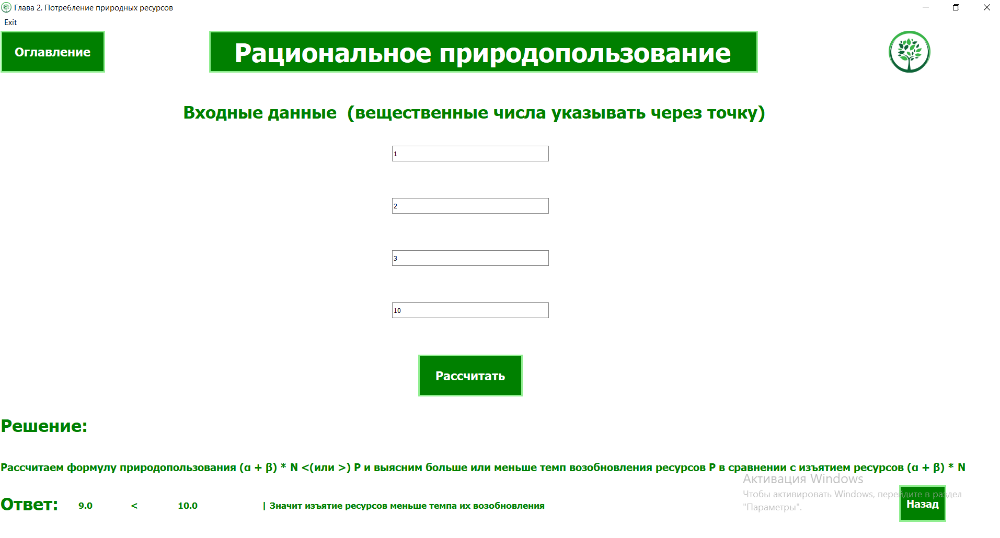 Глава 2. Потребление природных ресурсов
Exit
Оглавление
Рациональное природопользование
Входные данные  (вещественные числа указывать через точку)
1
2
3
10
Рассчитать
Решение:
Рассчитаем формулу природопользования (α + β) * N <(или >) P и выясним больше или меньше темп возобновления ресурсов P в сравнении с изъятием ресурсов (α + β) * N
Активация Windows
Чтобы активировать Windows, перейдите в раздел
"Параметры".
Ответ: 9.0 < 10.0 | Значит изъятие ресурсов меньше темпа их возобновления
Назад